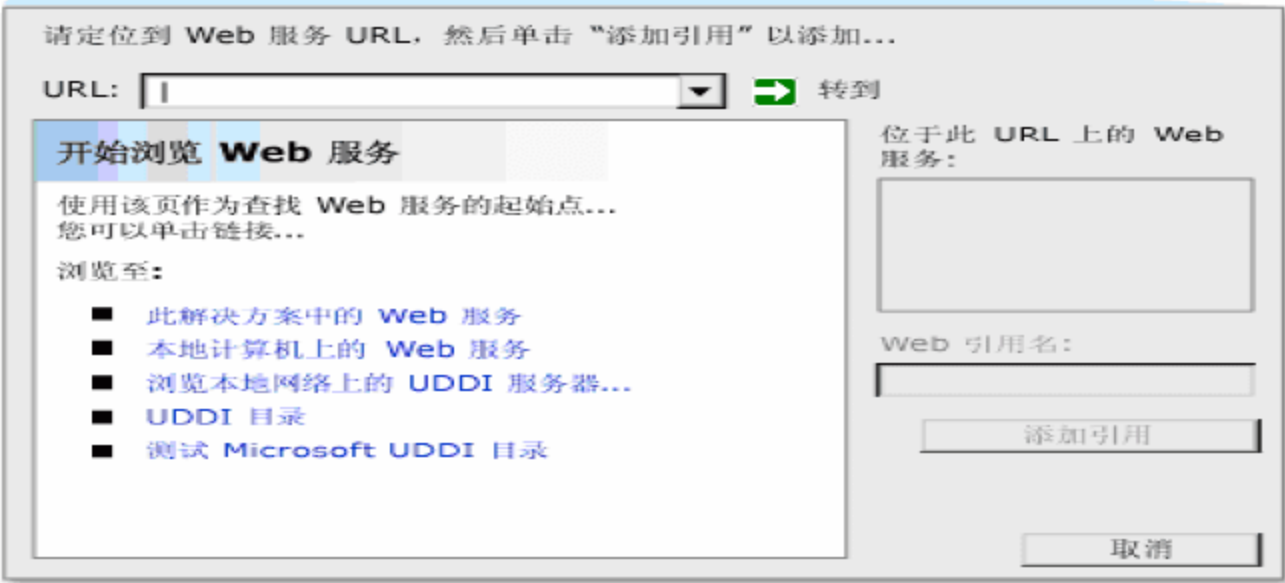 请定位到 Web 服务 URL，然后单击“添加引用”以添加...
URL:
转到
开始浏览 Web 服务
使用该页作为查找 Web 服务的起始点...
您可以单击链接...
浏览至:
此解决方案中的 Web 服务
本地计算机上的 Web 服务
浏览本地网络上的 UDDI 服务器...
UDDI 目录
测试 Microsoft UDDI 目录
位于此 URL 上的 Web
服务:
Web 引用名:
添加引用
取消